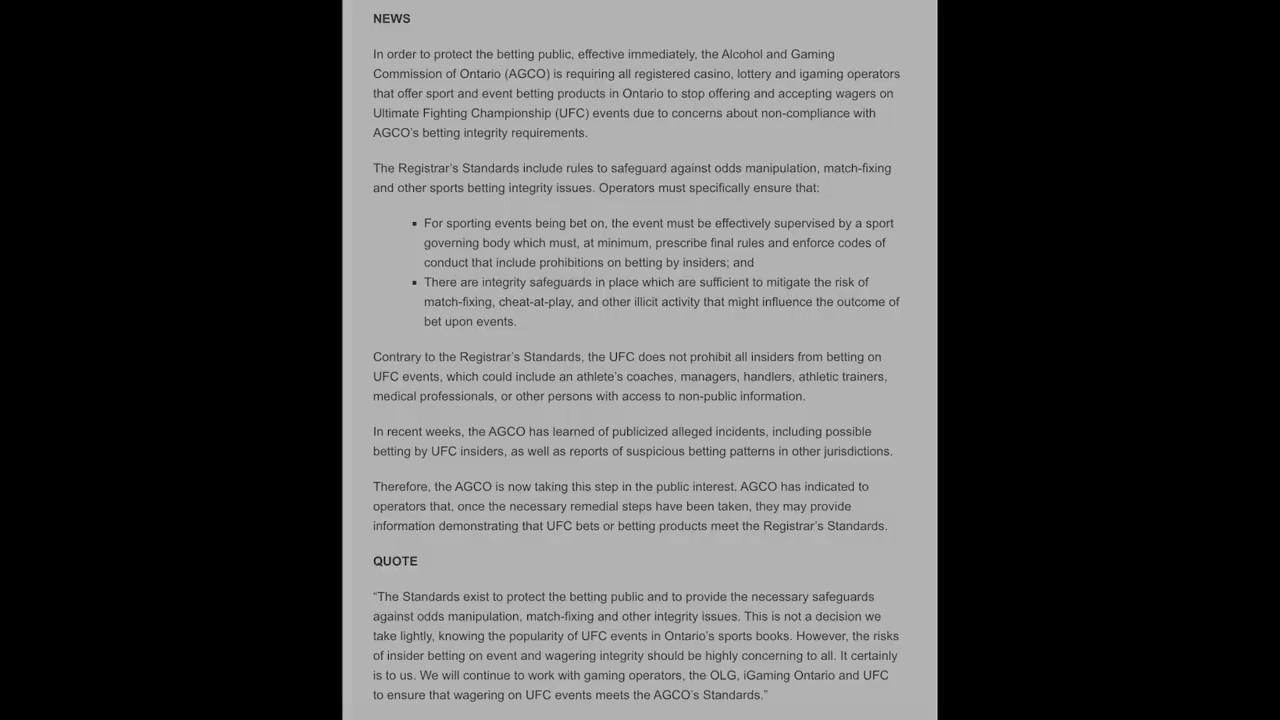 NEWS
In order to protect the betting public, effective immediately, the Alcohol and Gaming
Commission of Ontario (AGCO) is requiring all registered casino, lottery and igaming operators
that offer sport and event betting products in Ontario to stop offering and accepting wagers on
Ultimate Fighting Championship (UFC) events due to concerns about non-compliance with
AGCO’s betting integrity requirements.
The Registrar’s Standards include rules to safeguard against odds manipulation, match-fixing
and other sports betting integrity issues. Operators must specifically ensure that:
▪ For sporting events being bet on, the event must be effectively supervised by a sport
governing body which must, at minimum, prescribe final rules and enforce codes of
conduct that include prohibitions on betting by insiders; and
▪ There are integrity safeguards in place which are sufficient to mitigate the risk of
match-fixing, cheat-at-play, and other illicit activity that might influence the outcome of
bet upon events.
Contrary to the Registrar’s Standards, the UFC does not prohibit all insiders from betting on
UFC events, which could include an athlete’s coaches, managers, handlers, athletic trainers,
medical professionals, or other persons with access to non-public information.
In recent weeks, the AGCO has learned of publicized alleged incidents, including possible
betting by UFC insiders, as well as reports of suspicious betting patterns in other jurisdictions.
Therefore, the AGCO is now taking this step in the public interest. AGCO has indicated to
operators that, once the necessary remedial steps have been taken, they may provide
information demonstrating that UFC bets or betting products meet the Registrar’s Standards.
QUOTE
“The Standards exist to protect the betting public and to provide the necessary safeguards
against odds manipulation, match-fixing and other integrity issues. This is not a decision we
take lightly, knowing the popularity of UFC events in Ontario’s sports books. However, the risks
of insider betting on event and wagering integrity should be highly concerning to all. It certainly
is to us. We will continue to work with gaming operators, the OLG, iGaming Ontario and UFC
to ensure that wagering on UFC events meets the AGCO’s Standards.”